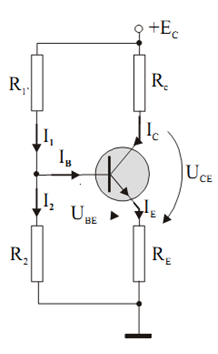 +E_C
R_1
R_c
I_1
I_C
I_B
U_CE
I_2
U_BE
I_E
R_2
R_E